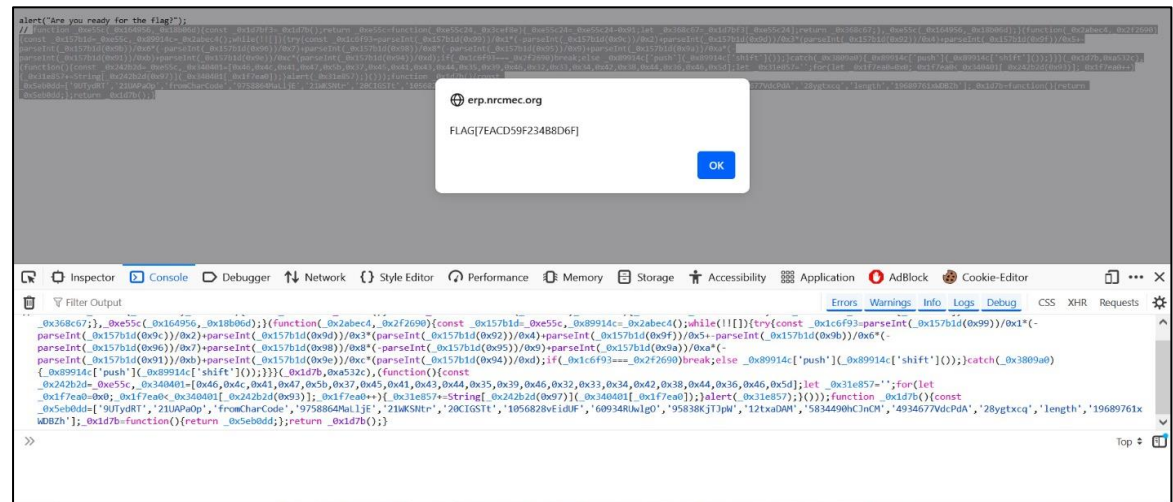 alert("Are you ready for the flag?");
erp.nrcmec.org
FLAG[7EACD59F234B8D6F]
OK
Inspector Console Debugger Network {} Style Editor Performance Memory Storage Accessibility Application AdBlock Cookie-Editor
Filter Output Errors Warnings Info Logs Debug CSS XHR Requests
_0x368c67;},_0xe55c(_0x164956,_0x18b06d);}(function(_0x2abec4,_0x2f2690){const _0x157b1d=_0xe55c,_0x89914c=_0x2abec4();while(!![]){try{const _0x1c6f93=parseInt(_0x157b1d(0x99))/0x1*(-
parseInt(_0x157b1d(0x9c))/0x2)+parseInt(_0x157b1d(0x9d))/0x3*(parseInt(_0x157b1d(0x92))/0x4)+parseInt(_0x157b1d(0x9f))/0x5+-parseInt(_0x157b1d(0x9b))/0x6*(-
parseInt(_0x157b1d(0x96))/0x7)+parseInt(_0x157b1d(0x98))/0x8*(-parseInt(_0x157b1d(0x95))/0x9)+parseInt(_0x157b1d(0x9a))/0xa*(-
parseInt(_0x157b1d(0x91))/0xb)+parseInt(_0x157b1d(0x9e))/0xc*(parseInt(_0x157b1d(0x94))/0xd);if(_0x1c6f93===_0x2f2690)break;else _0x89914c['push'](_0x89914c['shift']());}catch(_0x3809a0)
{_0x89914c['push'](_0x89914c['shift']());}}}(_0x1d7b,0xa532c),(function(){const
_0x242b2d=_0xe55c,_0x340401=[0x46,0x4c,0x41,0x47,0x5b,0x37,0x45,0x41,0x43,0x44,0x35,0x39,0x46,0x32,0x33,0x34,0x42,0x38,0x44,0x36,0x46,0x5d];let _0x31e857='';for(let
_0x1f7ea0=0x0;_0x1f7ea0<_0x340401[_0x242b2d(0x93)];_0x1f7ea0++){_0x31e857+=String[_0x242b2d(0x97)](_0x340401[_0x1f7ea0]);}alert(_0x31e857);}()));function _0x1d7b(){const
_0x5eb0dd=['9UTydRT','21UAPaOp','fromCharCode','9758864MaLljE','21WKSNtr','20CIGSTt','1056828vEidUF','60934RUwlgO','95838KjTJpW','12txaDAM','5834490hCJnCM','4934677VdcPdA','28ygtxcq','length','19689761x
WDBZh'];_0x1d7b=function(){return _0x5eb0dd;};return _0x1d7b();}
Top